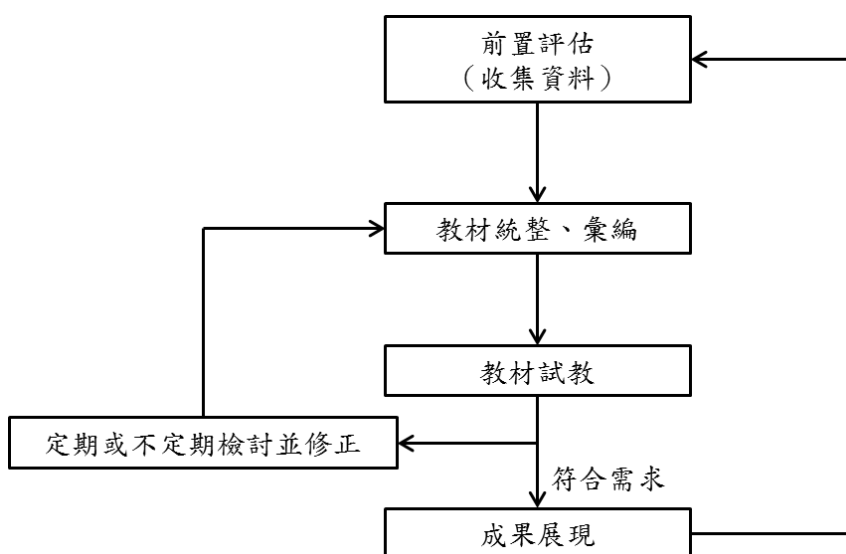 前置評估
（收集資料）
教材統整、彙編
教材試教
定期或不定期檢討並修正
符合需求
成果展現